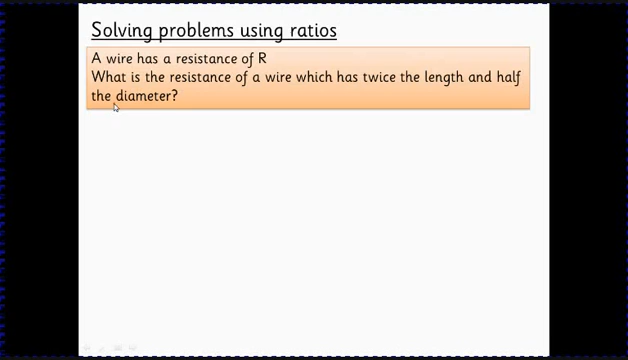 Solving problems using ratios
A wire has a resistance of R
What is the resistance of a wire which has twice the length and half
the diameter?